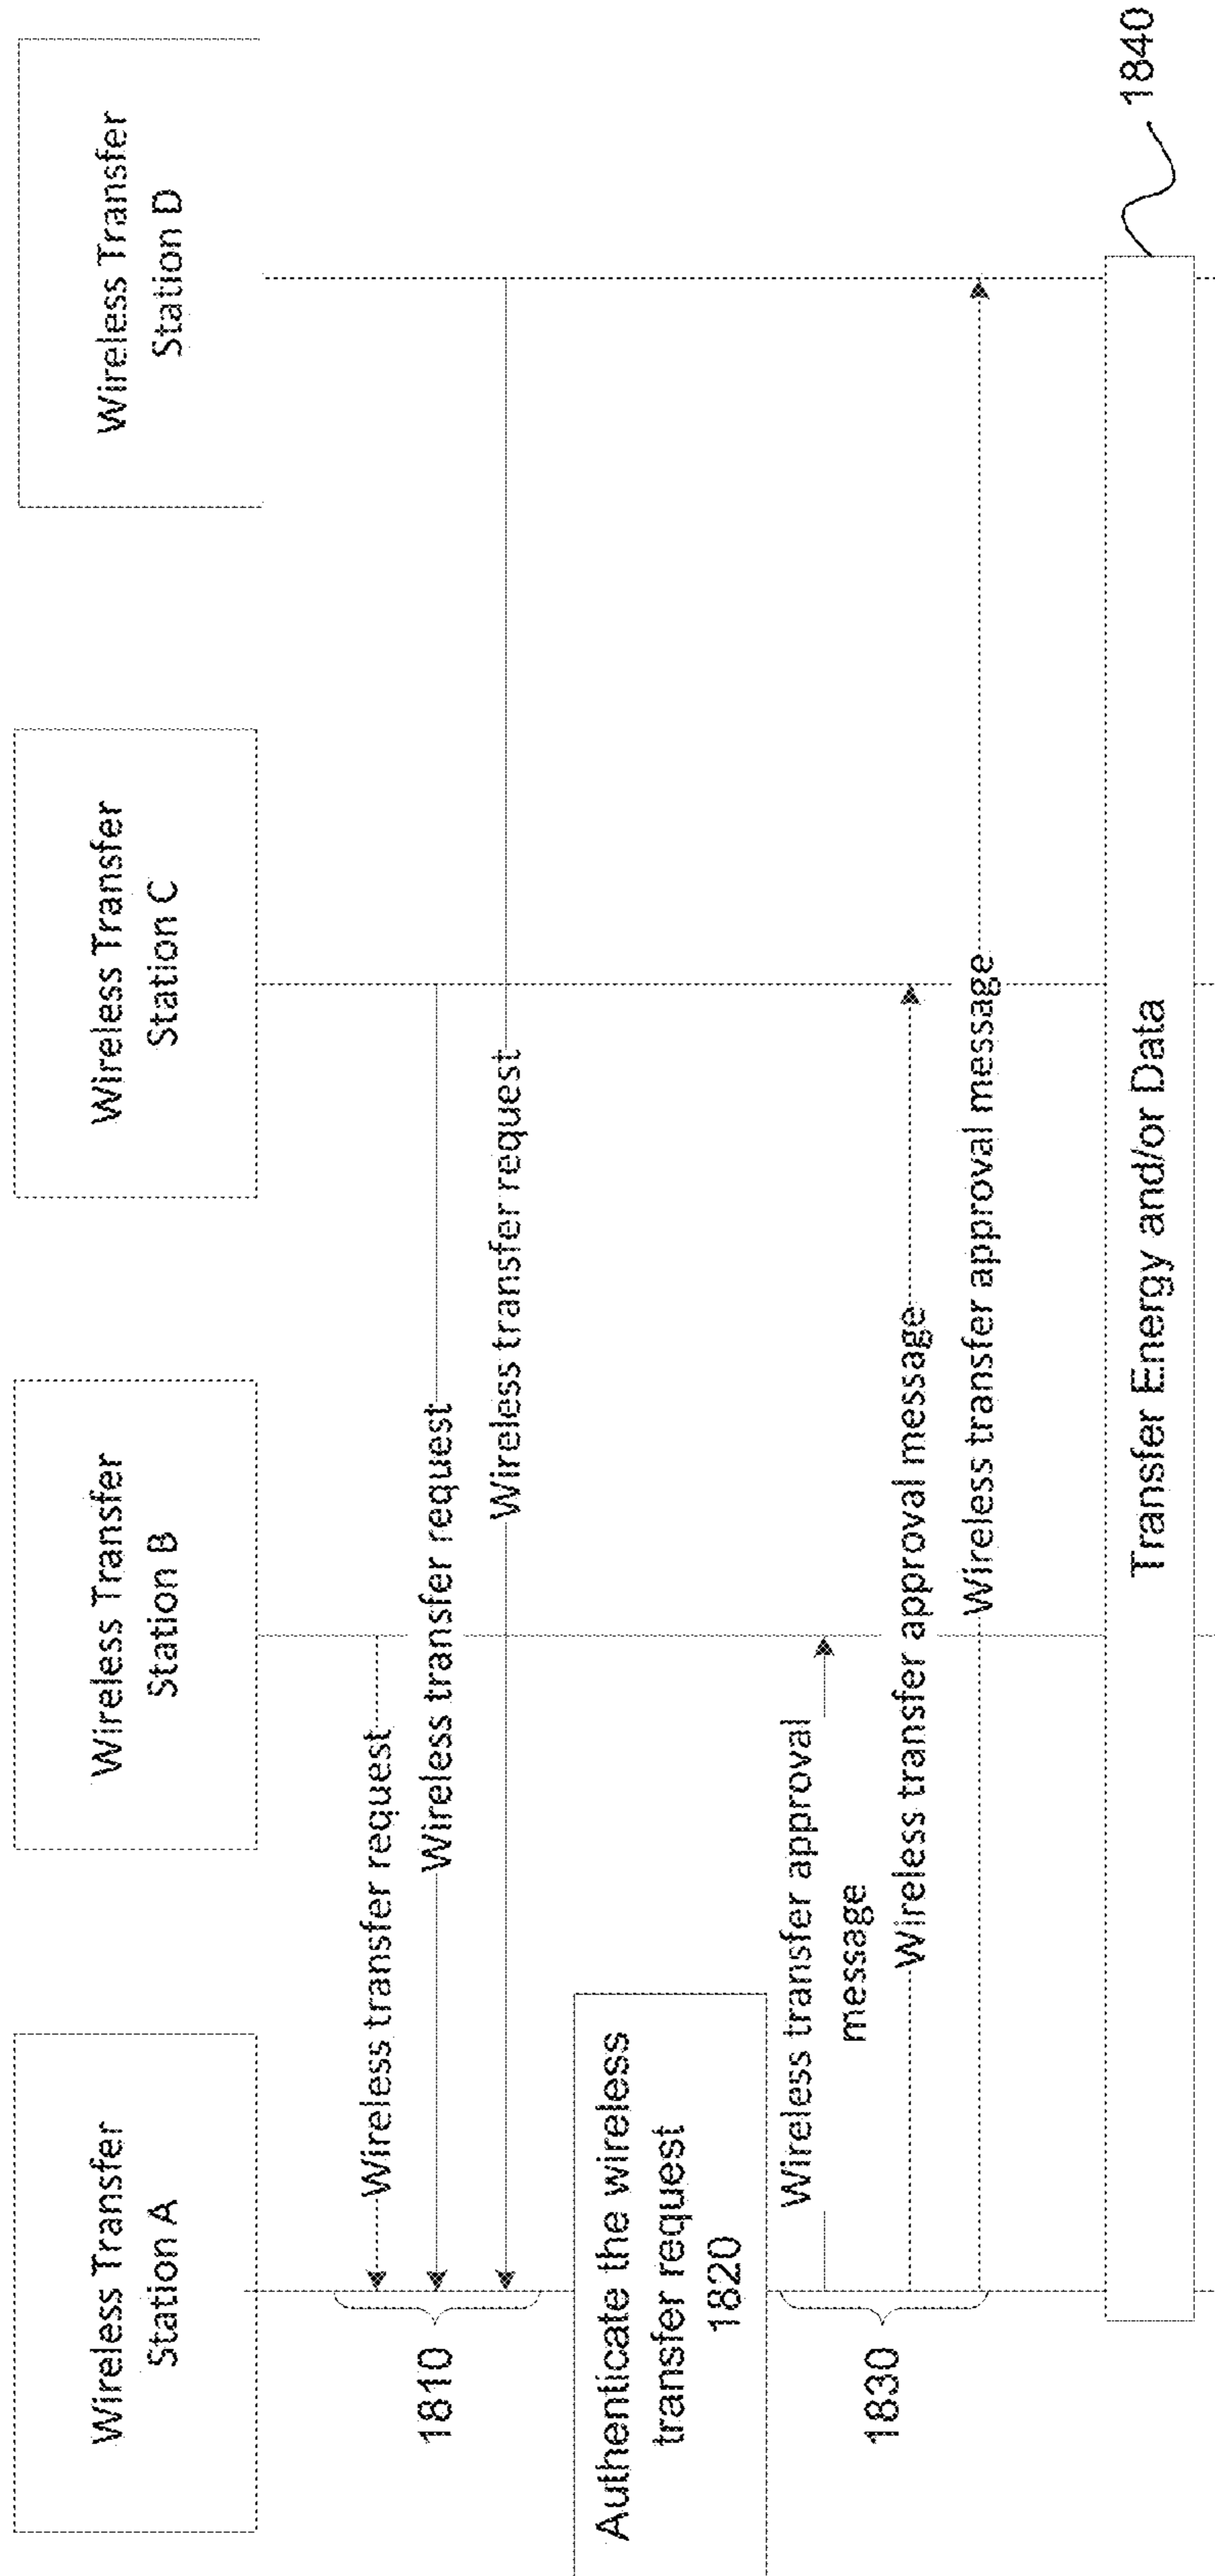 Wireless Transfer
Station A
Wireless Transfer
Station B
Wireless Transfer
Station C
Wireless Transfer
Station D
Wireless transfer request
Wireless transfer request
Wireless transfer request
1810
Authenticate the wireless
transfer request
1820
Wireless transfer approval
message
Wireless transfer approval message
Wireless transfer approval message
1830
Transfer Energy and/or Data
1840